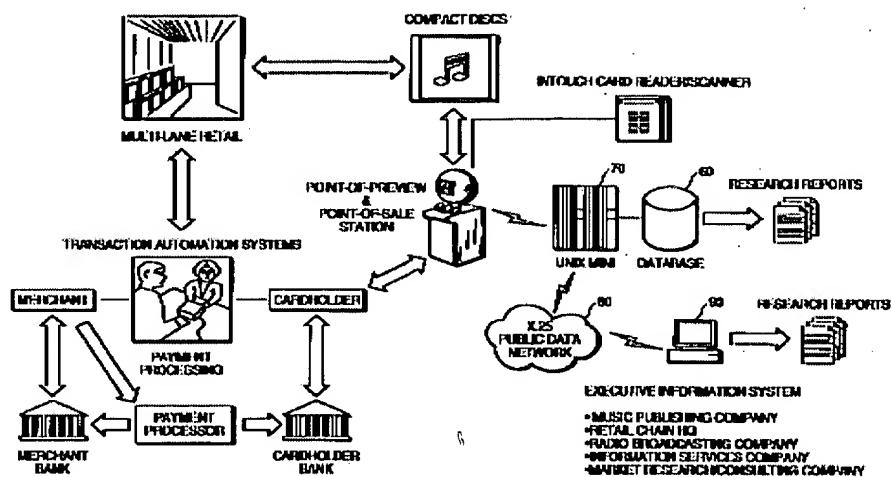 COMPACT DISCS
INTOUCH CARD READER/SCANNER
MULTI-LANE RETAIL
POINT-OF-PREVIEW
&
POINT-OF-SALE
STATION
70
60
RESEARCH REPORTS
TRANSACTION AUTOMATION SYSTEMS
UNIX MINI
DATABASE
MERCHANT
CARDHOLDER
80
90
RESEARCH REPORTS
X.25
PUBLIC DATA
NETWORK
PAYMENT
PROCESSING
EXECUTIVE INFORMATION SYSTEM
PAYMENT
PROCESSOR
•MUSIC PUBLISHING COMPANY
•RETAIL CHAIN HQ
•RADIO BROADCASTING COMPANY
•INFORMATION SERVICES COMPANY
•MARKET RESEARCH/CONSULTING COMPANY
MERCHANT
BANK
CARDHOLDER
BANK